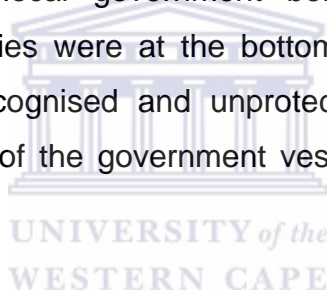 local government be
ies were at the bottom
cognised and unprotec
of the government ves
UNIVERSITY of the
WESTERN CAPE